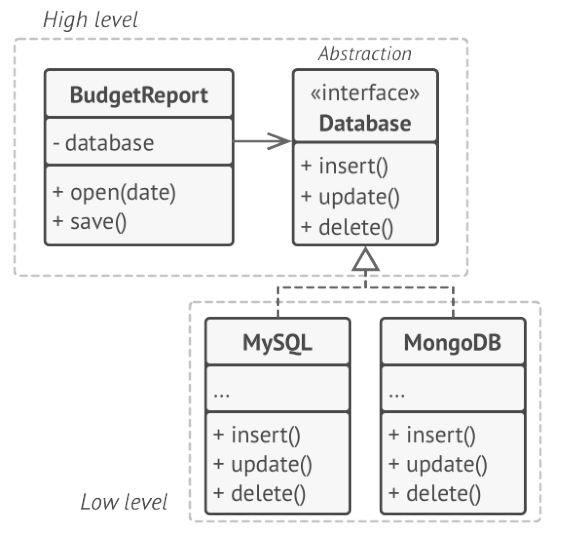 High level
Abstraction
BudgetReport
- database
+ open(date)
+ save()
«interface»
Database
+ insert()
+ update()
+ delete()
MySQL
...
+ insert()
+ update()
+ delete()
MongoDB
...
+ insert()
+ update()
+ delete()
Low level